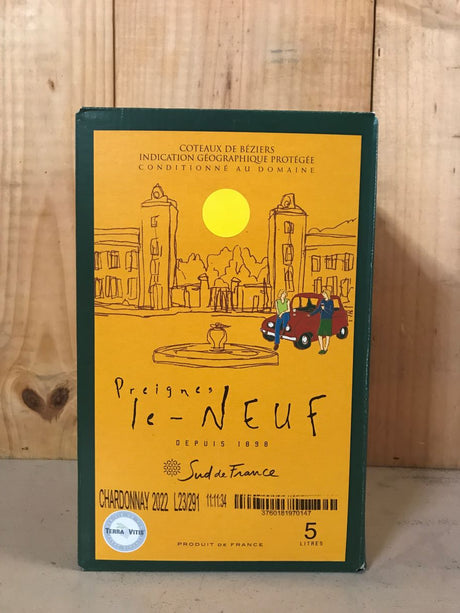 COTEAUX DE BÉZIERS
INDICATION GÉOGRAPHIQUE PROTÉGÉE
CONDITIONNÉ AU DOMAINE
Preignes
le-NEUF
DEPUIS 1898
Sud de France
CHARDONNAY 2022 L23/291 11:11:34
3760181970147
TERRA VITIS
5
LITRES
PRODUIT DE FRANCE